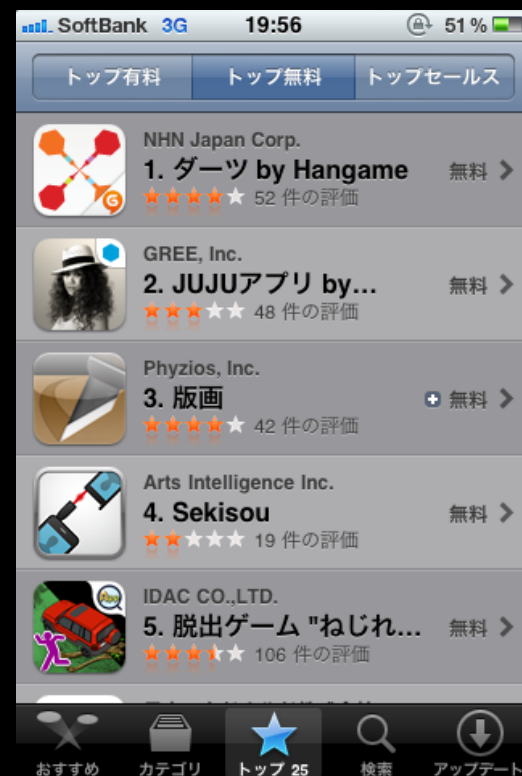 SoftBank 3G 19:56 51%
トップ有料 トップ無料 トップセールス
NHN Japan Corp.
1. ダーツ by Hangame 無料
52 件の評価
GREE, Inc.
2. JUJUアプリ by... 無料
48 件の評価
Phyzios, Inc.
3. 版画 無料
42 件の評価
Arts Intelligence Inc.
4. Sekisou 無料
19 件の評価
IDAC CO.,LTD.
5. 脱出ゲーム "ねじれ... 無料
106 件の評価
おすすめ カテゴリ トップ 25 検索 アップデート